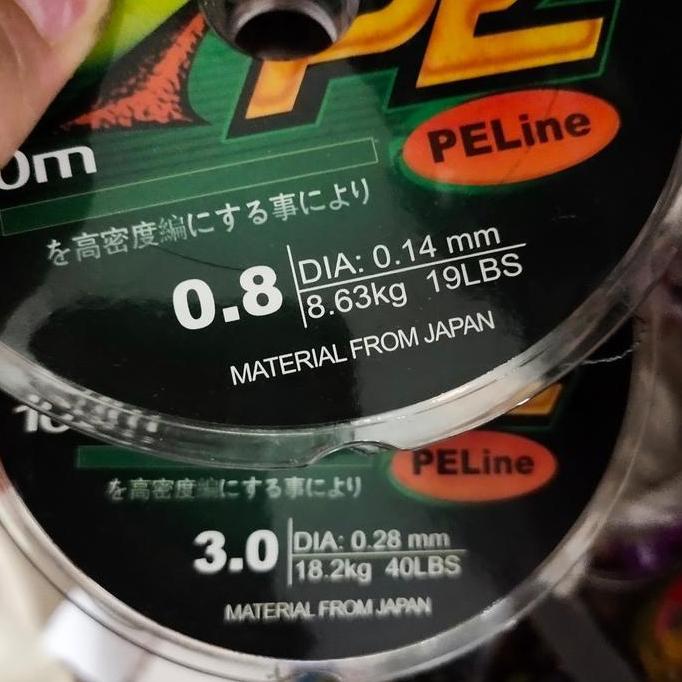 PE
PELine
0m
を高密度編にする事により
0.8
DIA: 0.14 mm
8.63kg 19LBS
MATERIAL FROM JAPAN
PELine
を高密度編にする事により
3.0
DIA: 0.28 mm
18.2kg 40LBS
MATERIAL FROM JAPAN